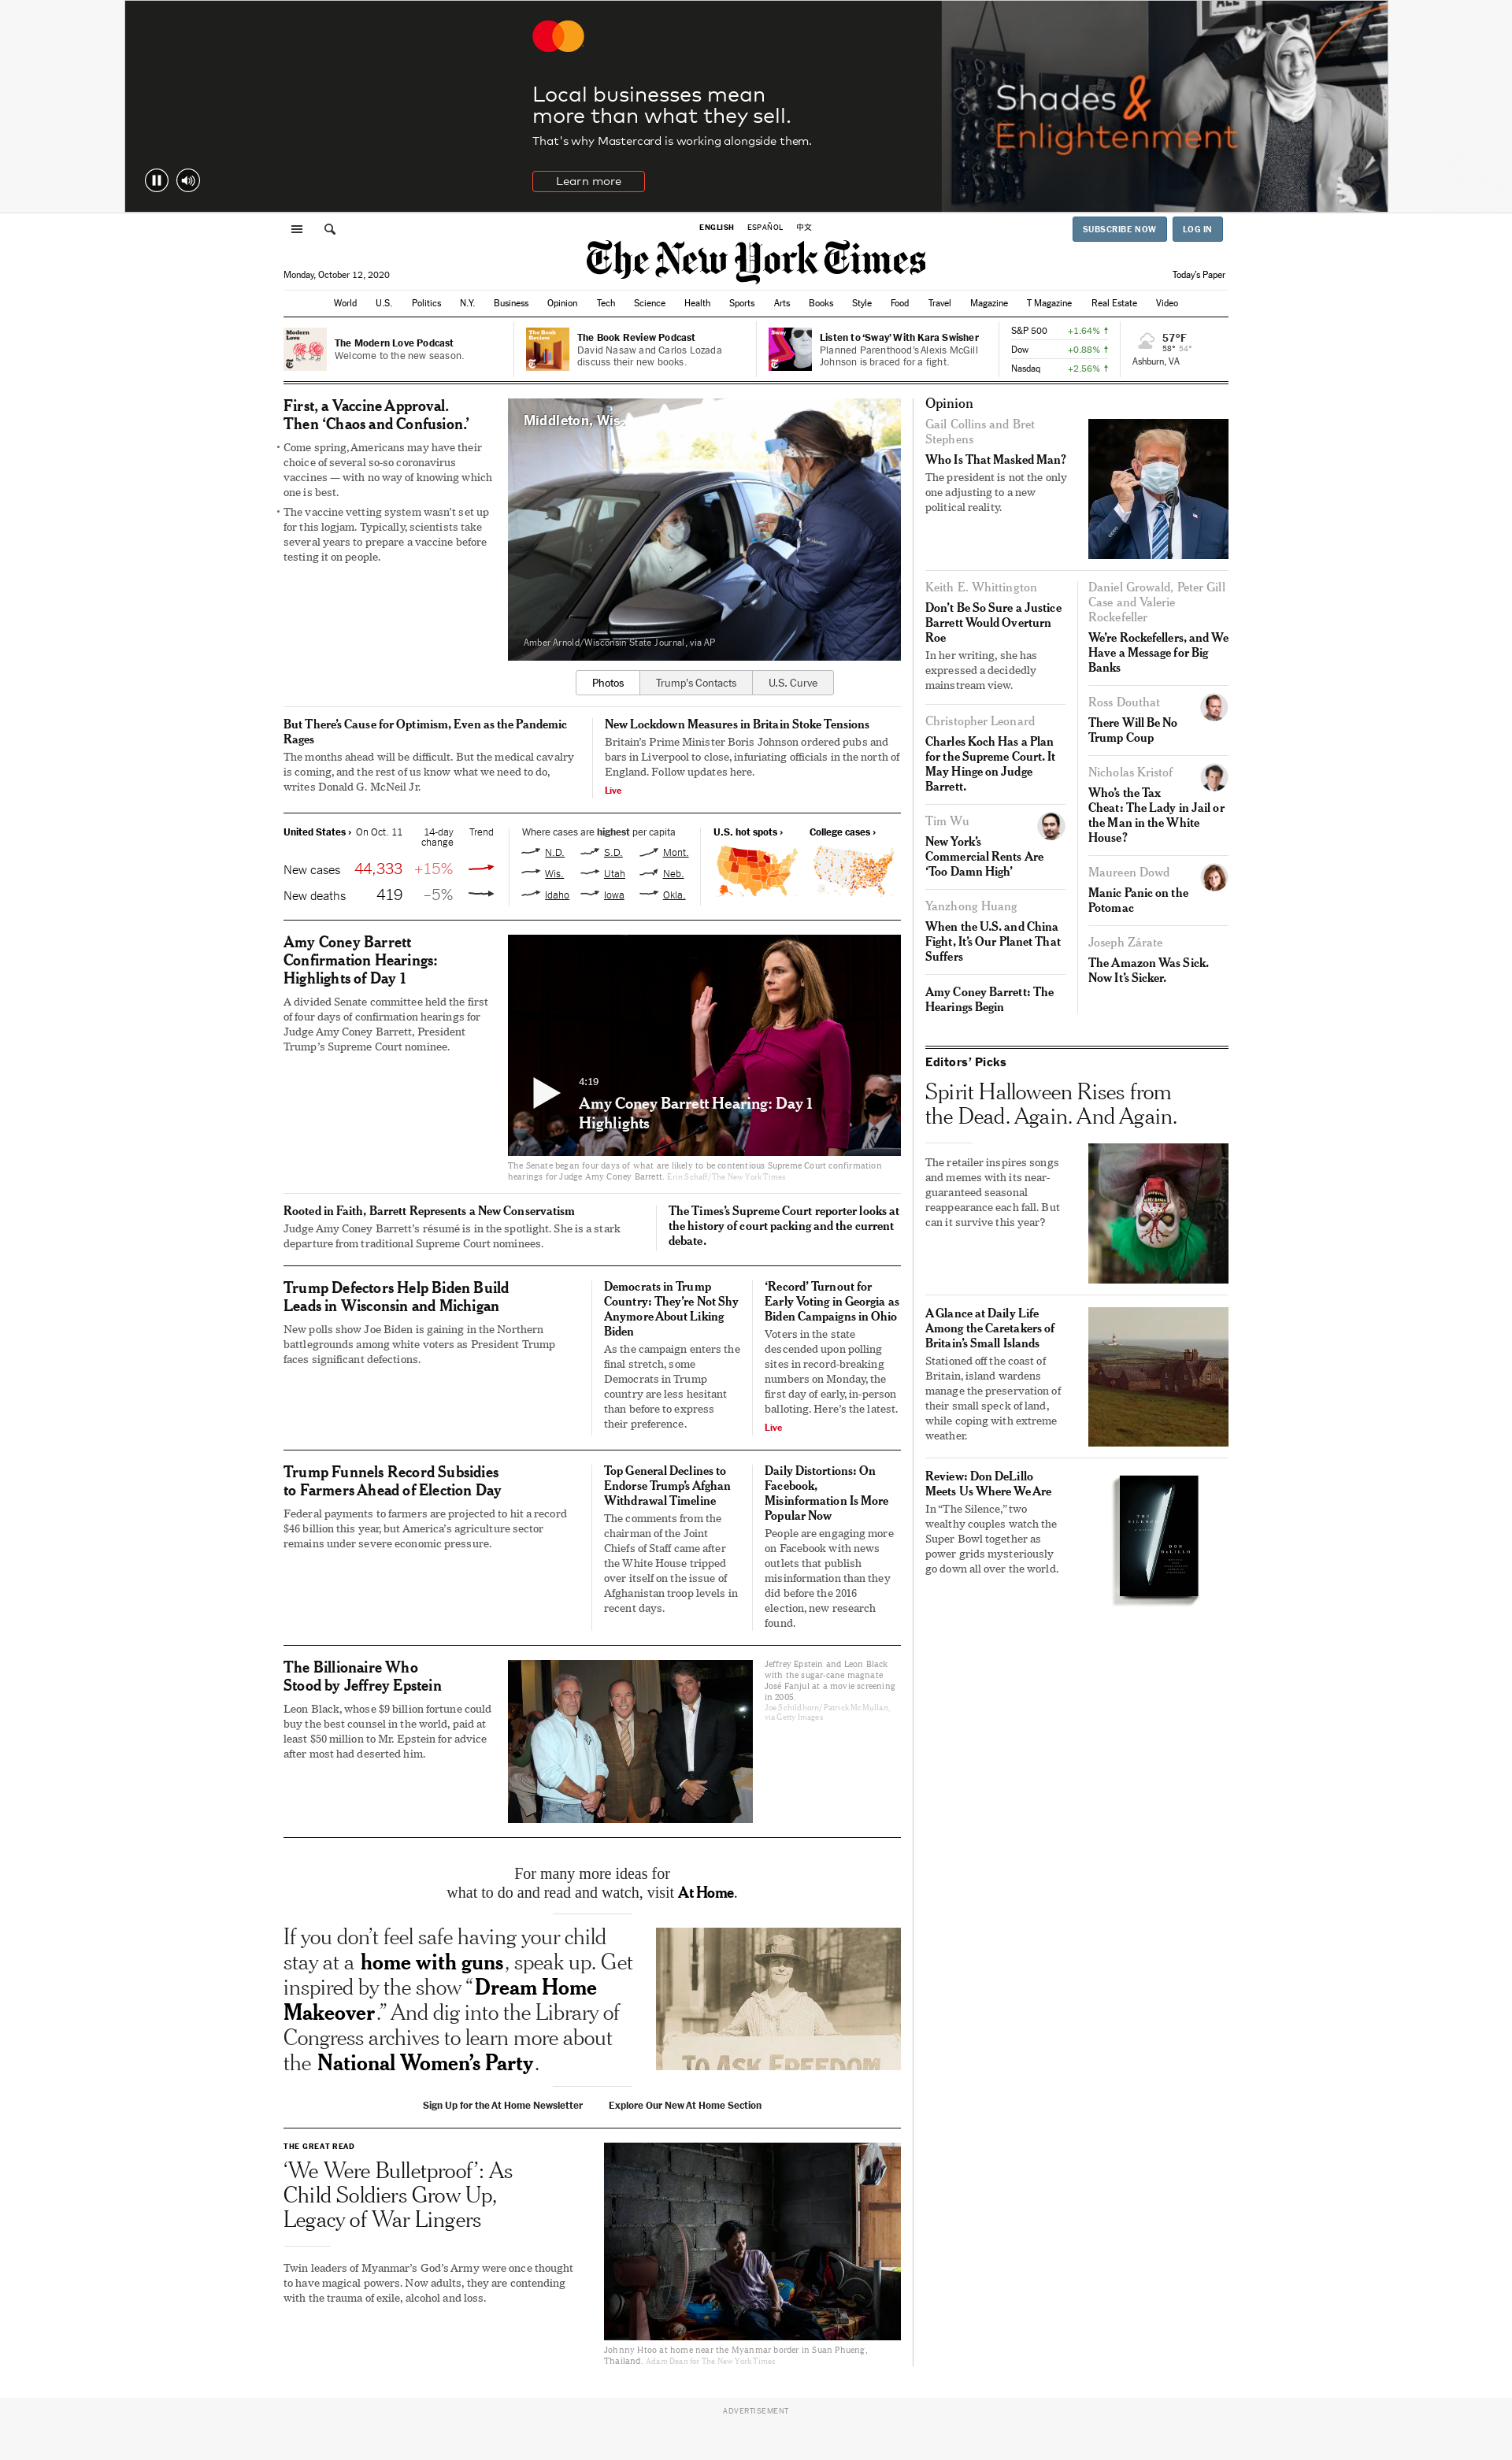 ALL
Local businesses mean
more than what they sell.
That's why Mastercard is working alongside them.
Learn more
Shades &
Enlightenment
ENGLISH ESPAÑOL 中文
SUBSCRIBE NOW LOG IN
The New York Times
Monday, October 12, 2020
Today's Paper
World U.S. Politics N.Y. Business Opinion Tech Science Health Sports Arts Books Style Food Travel Magazine T Magazine Real Estate Video
Modern
Love
The Modern Love Podcast
Welcome to the new season.
The Book
Review
The Book Review Podcast
David Nasaw and Carlos Lozada
discuss their new books.
Sway
Listen to ‘Sway’ With Kara Swisher
Planned Parenthood’s Alexis McGill
Johnson is braced for a fight.
S&P 500 +1.64% ↑
Dow +0.88% ↑
Nasdaq +2.56% ↑
57°F
58° 54°
Ashburn, VA
First, a Vaccine Approval.
Then ‘Chaos and Confusion.’
• Come spring, Americans may have their
choice of several so-so coronavirus
vaccines — with no way of knowing which
one is best.
• The vaccine vetting system wasn’t set up
for this logjam. Typically, scientists take
several years to prepare a vaccine before
testing it on people.
Middleton, Wis.
Amber Arnold/Wisconsin State Journal, via AP
Photos Trump’s Contacts U.S. Curve
But There’s Cause for Optimism, Even as the Pandemic
Rages
The months ahead will be difficult. But the medical cavalry
is coming, and the rest of us know what we need to do,
writes Donald G. McNeil Jr.
New Lockdown Measures in Britain Stoke Tensions
Britain’s Prime Minister Boris Johnson ordered pubs and
bars in Liverpool to close, infuriating officials in the north of
England. Follow updates here.
Live
United States › On Oct. 11 14-day Trend
change
New cases 44,333 +15%
New deaths 419 –5%
Where cases are highest per capita
N.D. S.D. Mont.
Wis. Utah Neb.
Idaho Iowa Okla.
U.S. hot spots ›
College cases ›
Amy Coney Barrett
Confirmation Hearings:
Highlights of Day 1
A divided Senate committee held the first
of four days of confirmation hearings for
Judge Amy Coney Barrett, President
Trump’s Supreme Court nominee.
4:19
Amy Coney Barrett Hearing: Day 1
Highlights
The Senate began four days of what are likely to be contentious Supreme Court confirmation
hearings for Judge Amy Coney Barrett. Erin Schaff/The New York Times
Rooted in Faith, Barrett Represents a New Conservatism
Judge Amy Coney Barrett’s résumé is in the spotlight. She is a stark
departure from traditional Supreme Court nominees.
The Times’s Supreme Court reporter looks at
the history of court packing and the current
debate.
Trump Defectors Help Biden Build
Leads in Wisconsin and Michigan
New polls show Joe Biden is gaining in the Northern
battlegrounds among white voters as President Trump
faces significant defections.
Democrats in Trump
Country: They’re Not Shy
Anymore About Liking
Biden
As the campaign enters the
final stretch, some
Democrats in Trump
country are less hesitant
than before to express
their preference.
‘Record’ Turnout for
Early Voting in Georgia as
Biden Campaigns in Ohio
Voters in the state
descended upon polling
sites in record-breaking
numbers on Monday, the
first day of early, in-person
balloting. Here’s the latest.
Live
Trump Funnels Record Subsidies
to Farmers Ahead of Election Day
Federal payments to farmers are projected to hit a record
$46 billion this year, but America’s agriculture sector
remains under severe economic pressure.
Top General Declines to
Endorse Trump’s Afghan
Withdrawal Timeline
The comments from the
chairman of the Joint
Chiefs of Staff came after
the White House tripped
over itself on the issue of
Afghanistan troop levels in
recent days.
Daily Distortions: On
Facebook,
Misinformation Is More
Popular Now
People are engaging more
on Facebook with news
outlets that publish
misinformation than they
did before the 2016
election, new research
found.
The Billionaire Who
Stood by Jeffrey Epstein
Leon Black, whose $9 billion fortune could
buy the best counsel in the world, paid at
least $50 million to Mr. Epstein for advice
after most had deserted him.
Jeffrey Epstein and Leon Black
with the sugar-cane magnate
José Fanjul at a movie screening
in 2005.
Joe Schildhorn/Patrick McMullan,
via Getty Images
For many more ideas for
what to do and read and watch, visit At Home.
If you don’t feel safe having your child
stay at a home with guns, speak up. Get
inspired by the show “Dream Home
Makeover.” And dig into the Library of
Congress archives to learn more about
the National Women’s Party.
TO ASK FREEDOM
Sign Up for the At Home Newsletter Explore Our New At Home Section
THE GREAT READ
‘We Were Bulletproof’: As
Child Soldiers Grow Up,
Legacy of War Lingers
Twin leaders of Myanmar’s God’s Army were once thought
to have magical powers. Now adults, they are contending
with the trauma of exile, alcohol and loss.
Johnny Htoo at home near the Myanmar border in Suan Phueng,
Thailand. Adam Dean for The New York Times
Opinion
Gail Collins and Bret
Stephens
Who Is That Masked Man?
The president is not the only
one adjusting to a new
political reality.
Keith E. Whittington
Don’t Be So Sure a Justice
Barrett Would Overturn
Roe
In her writing, she has
expressed a decidedly
mainstream view.
Christopher Leonard
Charles Koch Has a Plan
for the Supreme Court. It
May Hinge on Judge
Barrett.
Tim Wu
New York’s
Commercial Rents Are
‘Too Damn High’
Yanzhong Huang
When the U.S. and China
Fight, It’s Our Planet That
Suffers
Amy Coney Barrett: The
Hearings Begin
Daniel Growald, Peter Gill
Case and Valerie
Rockefeller
We’re Rockefellers, and We
Have a Message for Big
Banks
Ross Douthat
There Will Be No
Trump Coup
Nicholas Kristof
Who’s the Tax
Cheat: The Lady in Jail or
the Man in the White
House?
Maureen Dowd
Manic Panic on the
Potomac
Joseph Zárate
The Amazon Was Sick.
Now It’s Sicker.
Editors’ Picks
Spirit Halloween Rises from
the Dead. Again. And Again.
The retailer inspires songs
and memes with its near-
guaranteed seasonal
reappearance each fall. But
can it survive this year?
A Glance at Daily Life
Among the Caretakers of
Britain’s Small Islands
Stationed off the coast of
Britain, island wardens
manage the preservation of
their small speck of land,
while coping with extreme
weather.
Review: Don DeLillo
Meets Us Where We Are
In “The Silence,” two
wealthy couples watch the
Super Bowl together as
power grids mysteriously
go down all over the world.
THE
SILENCE
DON
DELILLO
ADVERTISEMENT